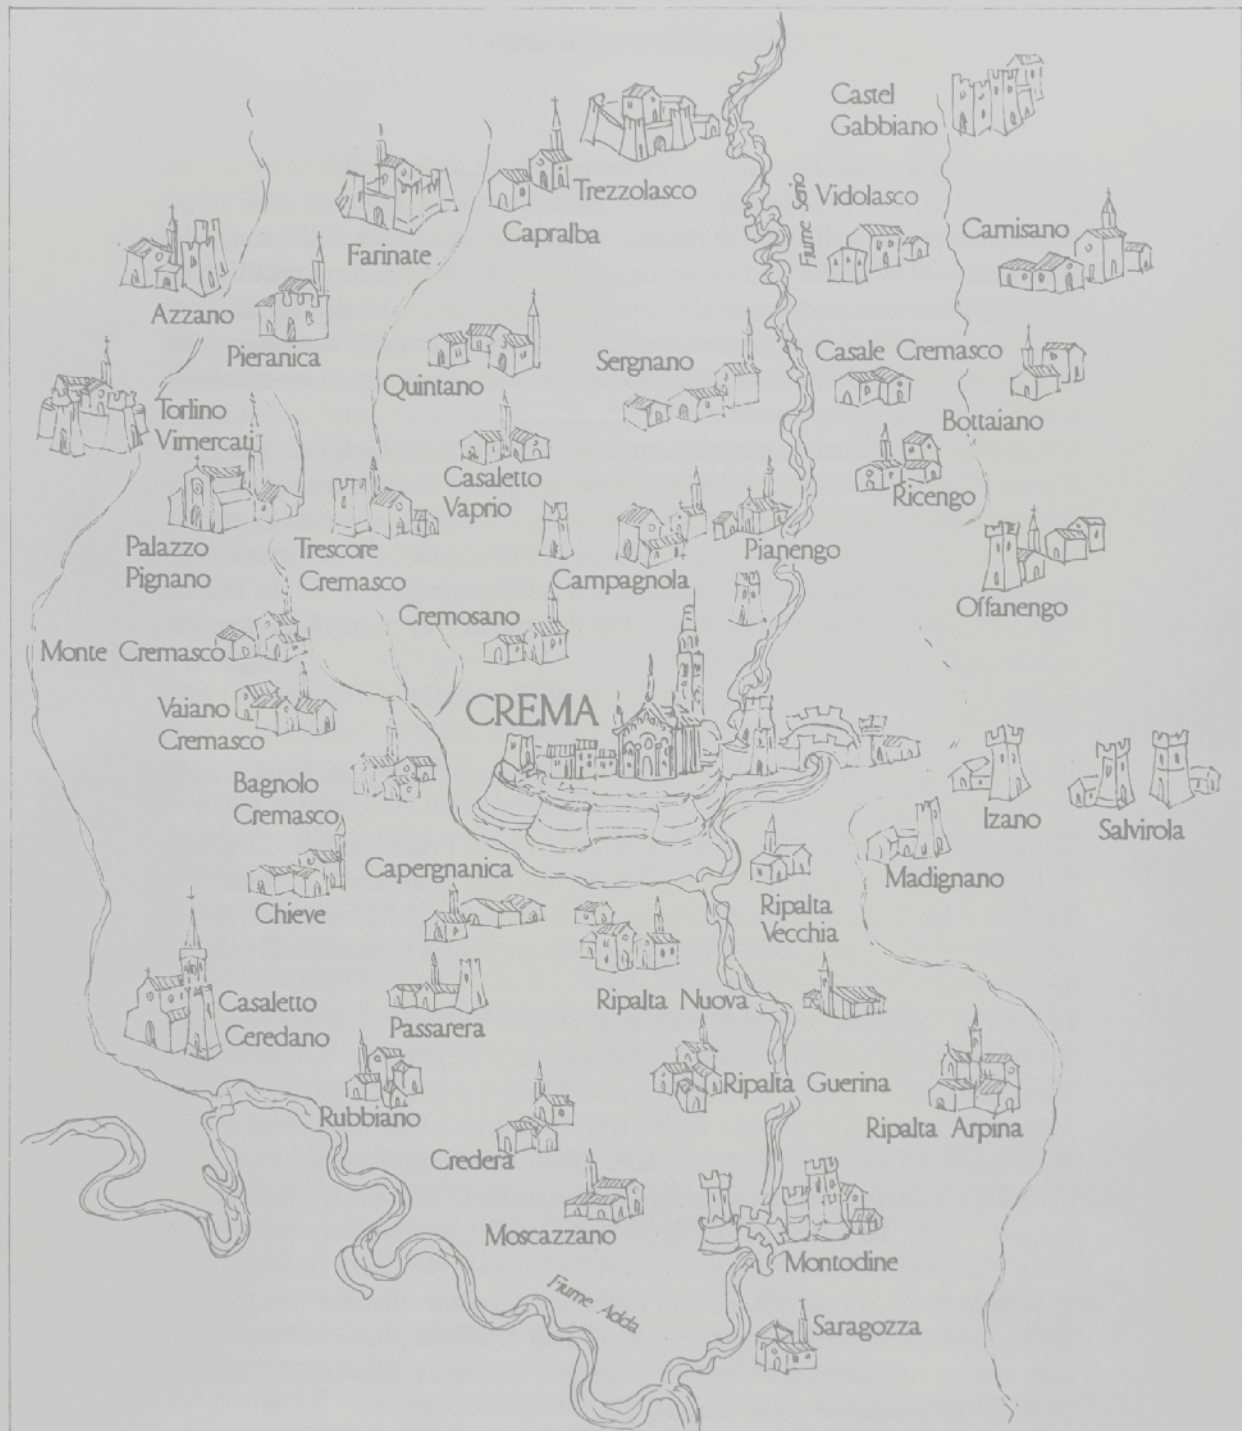 Castel
Gabbiano
Trezzolasco
Fiume Serio
Vidolasco
Capralba
Farinate
Camisano
Azzano
Pieranica
Quintano
Sergnano
Casale Cremasco
Torlino
Vimercati
Bottaiano
Casaletto
Vaprio
Ricengo
Palazzo
Pignano
Trescore
Cremasco
Campagnola
Pianengo
Offanengo
Cremosano
Monte Cremasco
Vaiano
Cremasco
CREMA
Bagnolo
Cremasco
Izano
Salvirola
Capergnanica
Madignano
Chieve
Ripalta
Vecchia
Casaletto
Ceredano
Passarera
Ripalta Nuova
Rubbiano
Ripalta Guerina
Ripalta Arpina
Credera
Moscazzano
Montodine
Fiume Adda
Saragozza